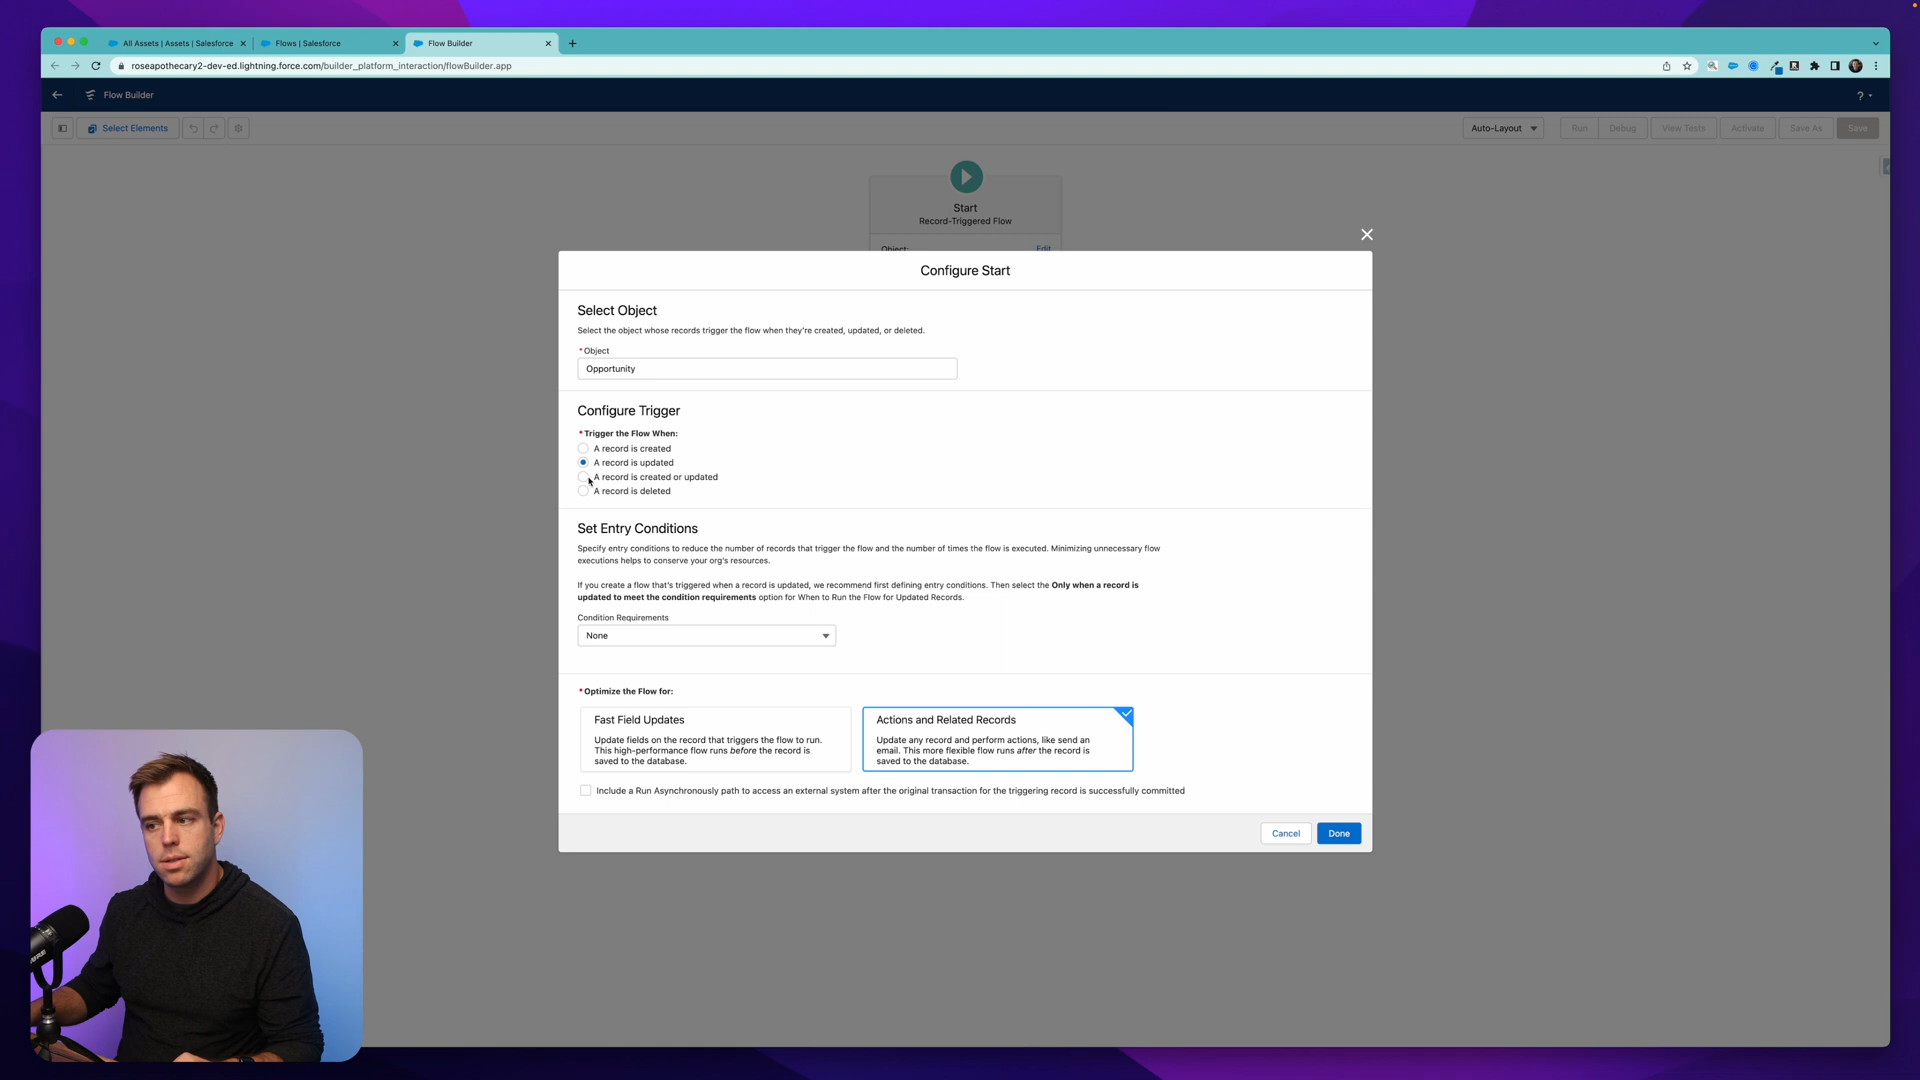 All Assets | Assets | Salesforce
Flows | Salesforce
Flow Builder
roseapothecary2-dev-ed.lightning.force.com/builder_platform_interaction/flowBuilder.app
Flow Builder
?
Select Elements
Auto-Layout
Run
Debug
View Tests
Activate
Save As
Save
Start
Record-Triggered Flow
Object:
Edit
Configure Start
Select Object
Select the object whose records trigger the flow when they're created, updated, or deleted.
* Object
Opportunity
Configure Trigger
* Trigger the Flow When:
A record is created
A record is updated
A record is created or updated
A record is deleted
Set Entry Conditions
Specify entry conditions to reduce the number of records that trigger the flow and the number of times the flow is executed. Minimizing unnecessary flow
executions helps to conserve your org's resources.
If you create a flow that's triggered when a record is updated, we recommend first defining entry conditions. Then select the Only when a record is
updated to meet the condition requirements option for When to Run the Flow for Updated Records.
Condition Requirements
None
* Optimize the Flow for:
Fast Field Updates
Update fields on the record that triggers the flow to run.
This high-performance flow runs before the record is
saved to the database.
Actions and Related Records
Update any record and perform actions, like send an
email. This more flexible flow runs after the record is
saved to the database.
Include a Run Asynchronously path to access an external system after the original transaction for the triggering record is successfully committed
Cancel
Done